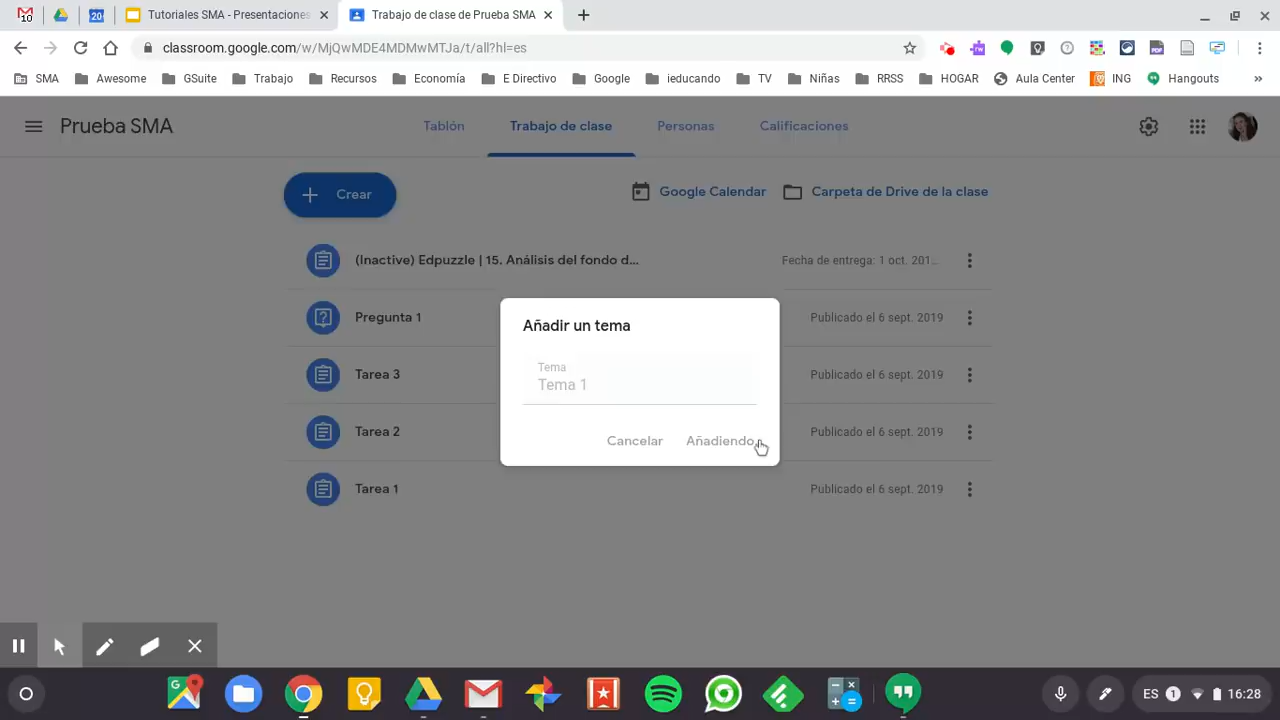 10
20
Tutoriales SMA - Presentaciones
Trabajo de clase de Prueba SMA
classroom.google.com/w/MjQwMDE4MDMwMTJa/t/all?hl=es
SMA
Awesome
GSuite
Trabajo
Recursos
Economía
E Directivo
Google
ieducando
TV
Niñas
RRSS
HOGAR
Aula Center
ING
Hangouts
»
Prueba SMA
Tablón
Trabajo de clase
Personas
Calificaciones
Crear
Google Calendar
Carpeta de Drive de la clase
(Inactive) Edpuzzle | 15. Análisis del fondo d...
Fecha de entrega: 1 oct. 201...
Pregunta 1
Publicado el 6 sept. 2019
Tarea 3
Publicado el 6 sept. 2019
Tarea 2
Publicado el 6 sept. 2019
Tarea 1
Publicado el 6 sept. 2019
Añadir un tema
Tema
Tema 1
Cancelar
Añadiendo
ES
1
16:28